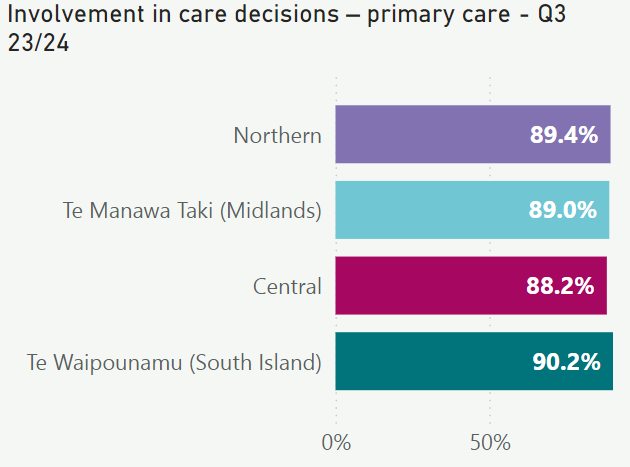 Involvement in care decisions – primary care - Q3
23/24
Northern
89.4%
Te Manawa Taki (Midlands)
89.0%
Central
88.2%
Te Waipounamu (South Island)
90.2%
0%
50%